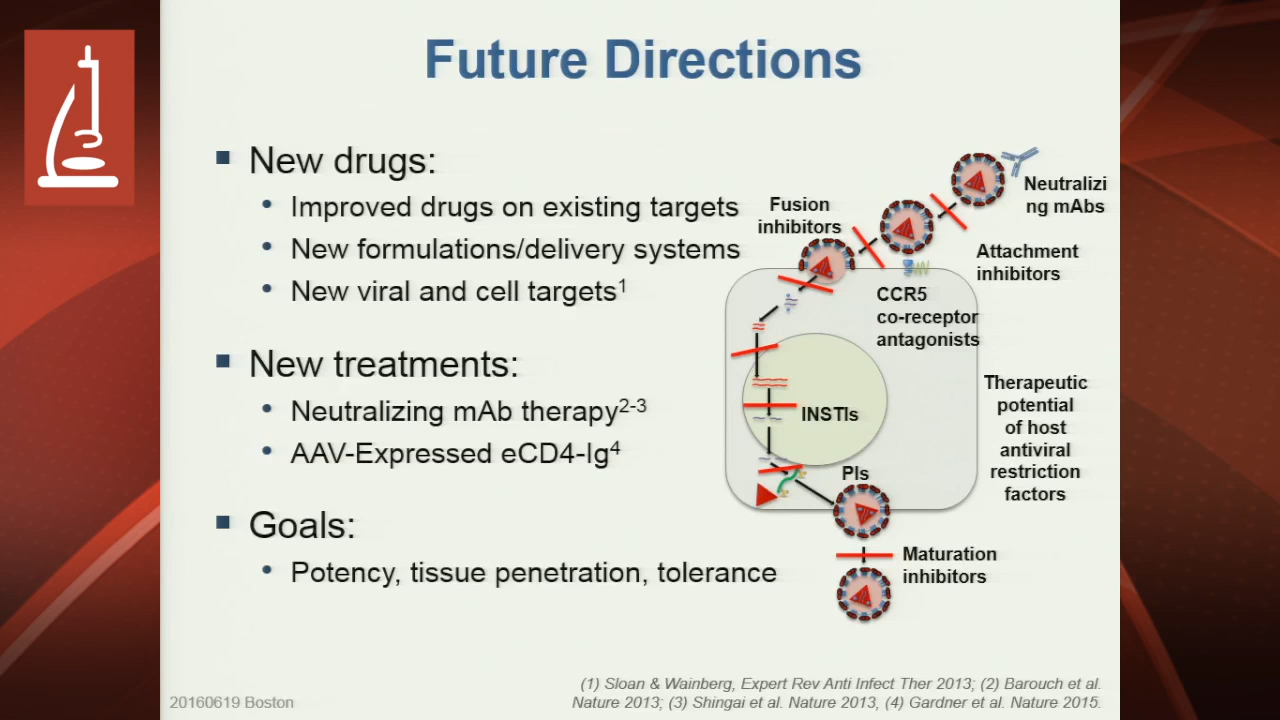 Future Directions
New drugs:
Improved drugs on existing targets
New formulations/delivery systems
New viral and cell targets1
New treatments:
Neutralizing mAb therapy2-3
AAV-Expressed eCD4-Ig4
Goals:
Potency, tissue penetration, tolerance
Neutralizi
ng mAbs
Fusion
inhibitors
Attachment
inhibitors
CCR5
co-receptor
antagonists
Therapeutic
potential
of host
antiviral
restriction
factors
INSTIs
PIs
Maturation
inhibitors
(1) Sloan & Wainberg, Expert Rev Anti Infect Ther 2013; (2) Barouch et al.
Nature 2013; (3) Shingai et al. Nature 2013, (4) Gardner et al. Nature 2015.
20160619 Boston